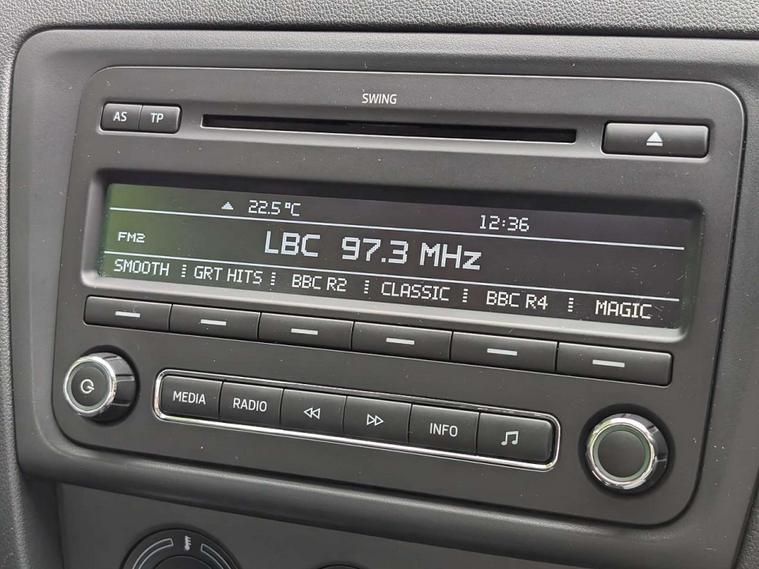 SWING
AS TP
22.5 °C 12:36
FM2 LBC 97.3 MHz
SMOOTH GRT HITS BBC R2 CLASSIC BBC R4 MAGIC
MEDIA RADIO INFO